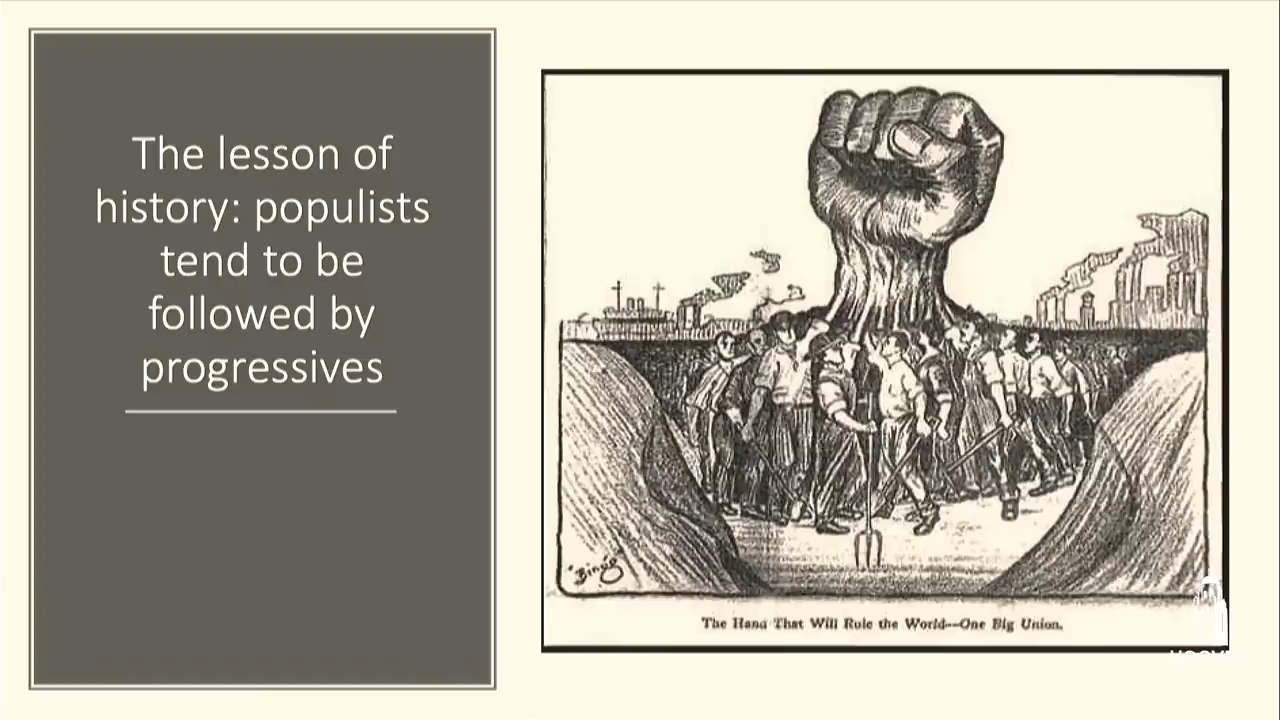 The lesson of
history: populists
tend to be
followed by
progressives
"Bingo"
The Hand That Will Rule the World—One Big Union.